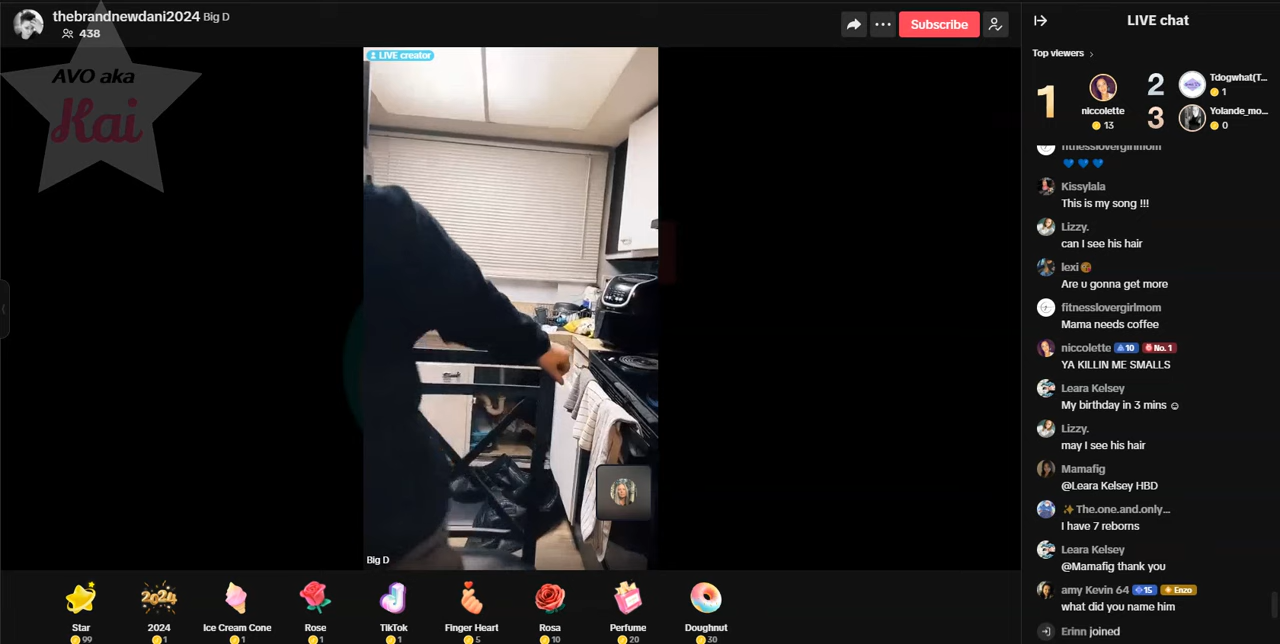 thebrandnewdani2024 Big D
438
Subscribe
AVO aka
Kai
LIVE creator
Big D
Star
99
2024
2024
1
Ice Cream Cone
1
Rose
1
TikTok
1
Finger Heart
5
Rosa
10
Perfume
20
Doughnut
30
LIVE chat
Top viewers
1
niccolette
13
2
Tdogwhat(T...
1
3
Yolande_mo...
0
fitnesslovergirlmom
💙 💙 💙
Kissylala
This is my song !!!
Lizzy.
can I see his hair
lexi
Are u gonna get more
fitnesslovergirlmom
Mama needs coffee
niccolette 10 No. 1
YA KILLIN ME SMALLS
Leara Kelsey
My birthday in 3 mins ☺
Lizzy.
may I see his hair
Mamafig
@Leara Kelsey HBD
✨The.one.and.only...
I have 7 reborns
Leara Kelsey
@Mamafig thank you
amy Kevin 64 15 Enzo
what did you name him
Erinn joined